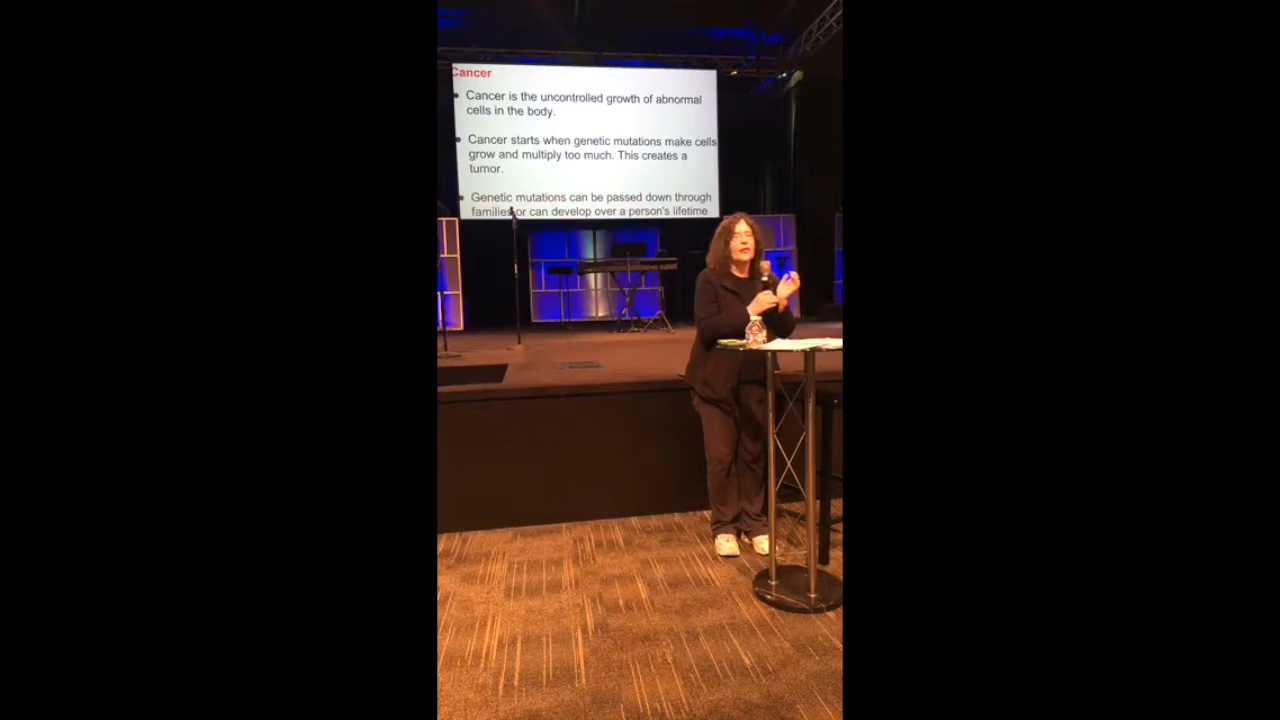 Cancer
Cancer is the uncontrolled growth of abnormal
cells in the body.
Cancer starts when genetic mutations make cells
grow and multiply too much. This creates a
tumor.
Genetic mutations can be passed down through
families or can develop over a person's lifetime